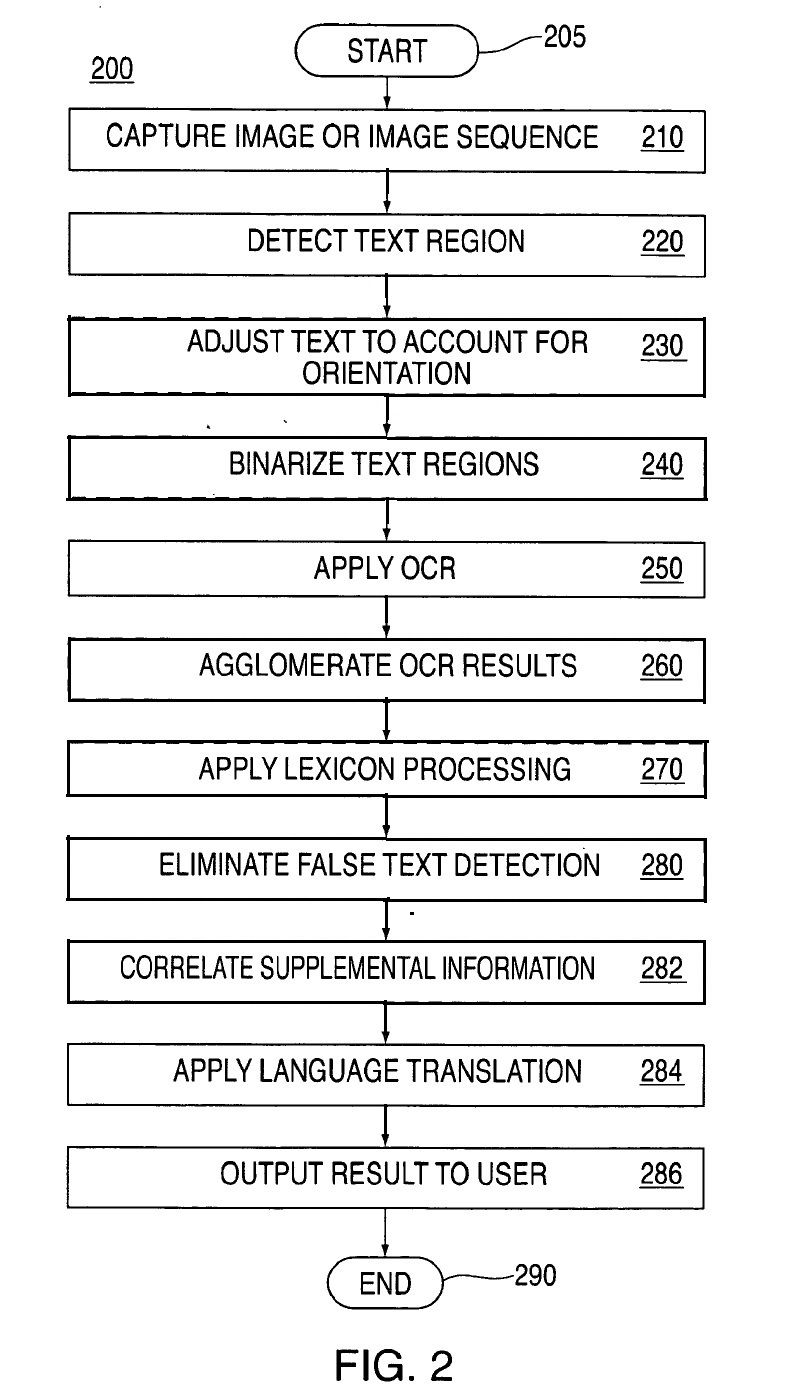 START 205
200
CAPTURE IMAGE OR IMAGE SEQUENCE 210
DETECT TEXT REGION 220
ADJUST TEXT TO ACCOUNT FOR 230
ORIENTATION
BINARIZE TEXT REGIONS 240
APPLY OCR 250
AGGLOMERATE OCR RESULTS 260
APPLY LEXICON PROCESSING 270
ELIMINATE FALSE TEXT DETECTION 280
CORRELATE SUPPLEMENTAL INFORMATION 282
APPLY LANGUAGE TRANSLATION 284
OUTPUT RESULT TO USER 286
END 290
FIG. 2